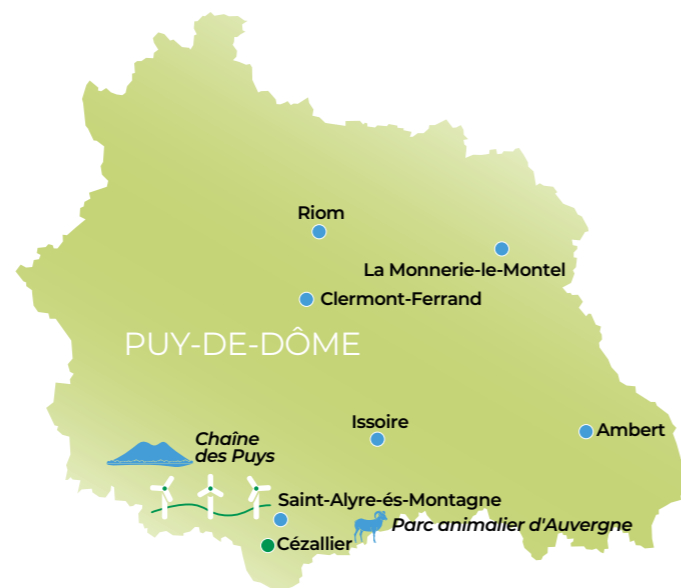 Riom
La Monnerie-le-Montel
Clermont-Ferrand
PUY-DE-DÔME
Issoire
Ambert
Chaîne
des Puys
Saint-Alyre-és-Montagne
Parc animalier d'Auvergne
Cézallier